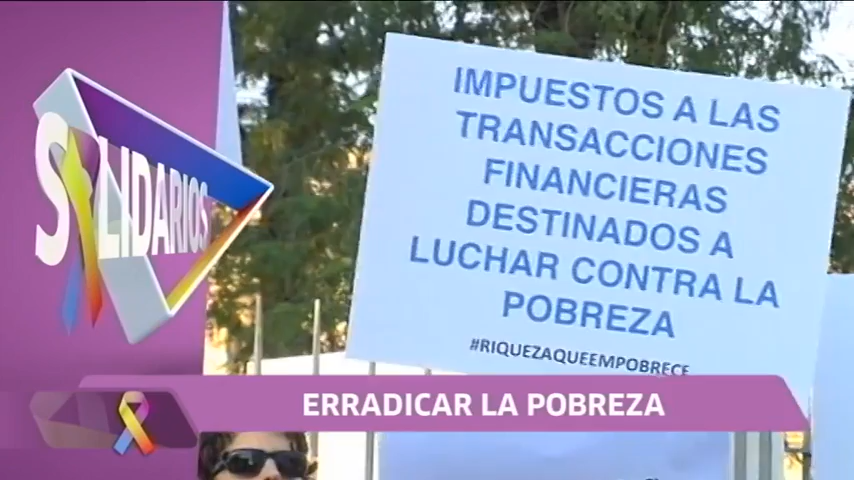 SOLIDARIOS
IMPUESTOS A LAS
TRANSACCIONES
FINANCIERAS
DESTINADOS A
LUCHAR CONTRA LA
POBREZA
#RIQUEZAQUEEMPOBRECE
ERRADICAR LA POBREZA